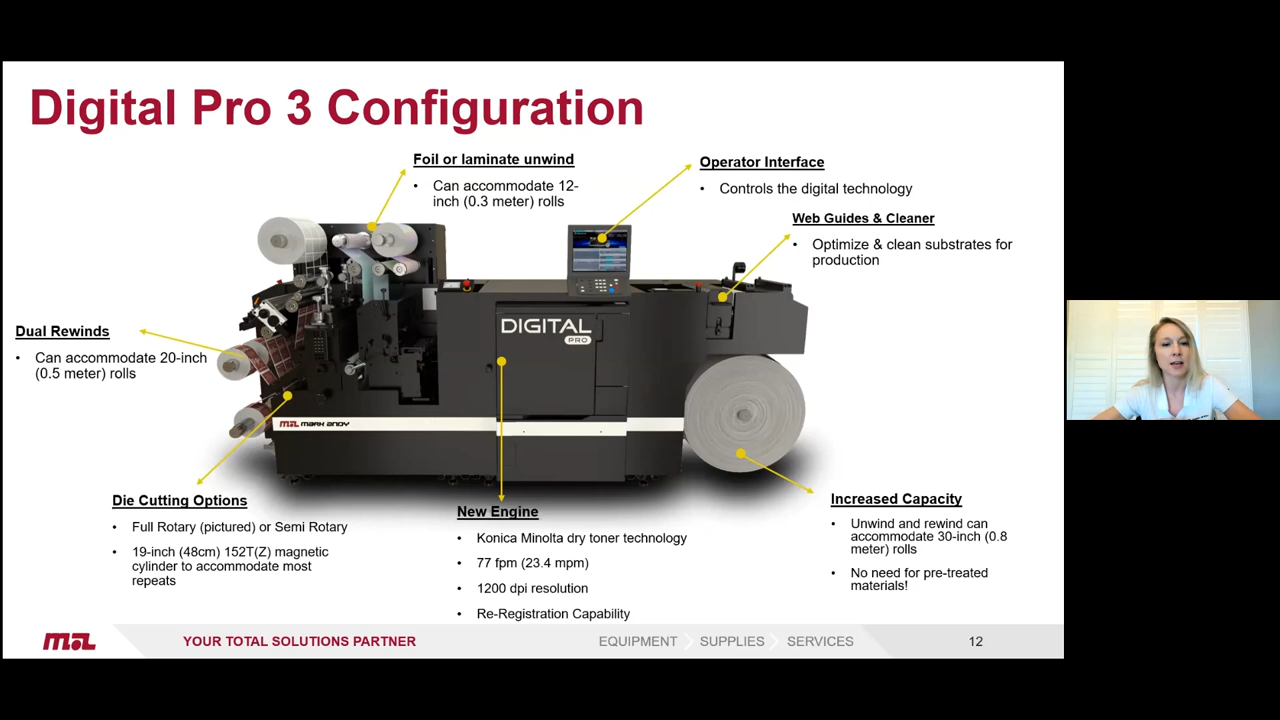 Digital Pro 3 Configuration
Foil or laminate unwind
• Can accommodate 12-
inch (0.3 meter) rolls
Operator Interface
• Controls the digital technology
Web Guides & Cleaner
• Optimize & clean substrates for
production
Dual Rewinds
• Can accommodate 20-inch
(0.5 meter) rolls
DIGITAL
PRO
MARK ANDY
Die Cutting Options
• Full Rotary (pictured) or Semi Rotary
• 19-inch (48cm) 152T(Z) magnetic
cylinder to accommodate most
repeats
New Engine
• Konica Minolta dry toner technology
• 77 fpm (23.4 mpm)
• 1200 dpi resolution
• Re-Registration Capability
Increased Capacity
• Unwind and rewind can
accommodate 30-inch (0.8
meter) rolls
• No need for pre-treated
materials!
YOUR TOTAL SOLUTIONS PARTNER
EQUIPMENT
SUPPLIES
SERVICES
12